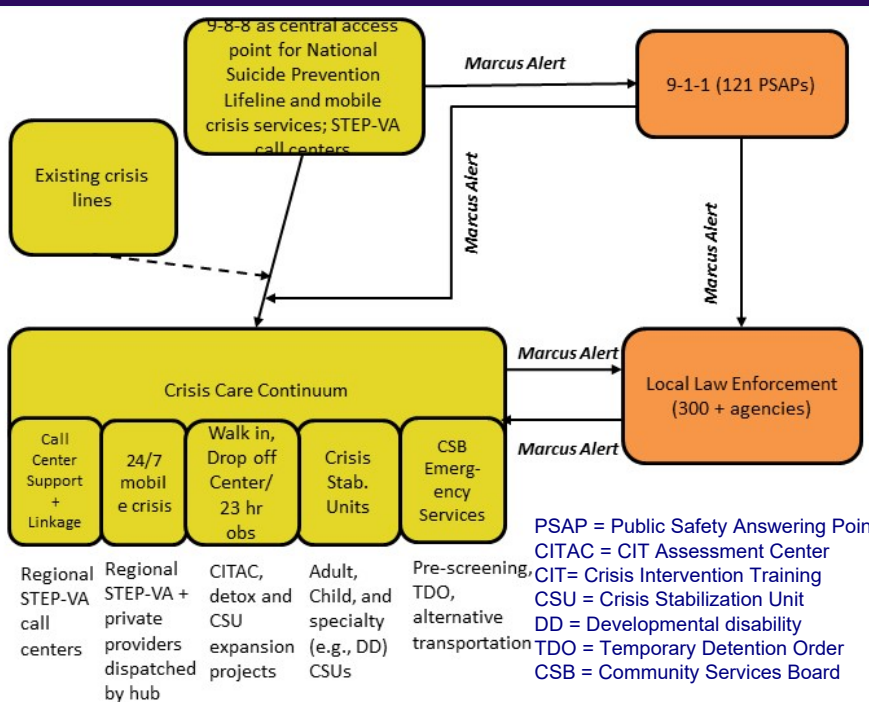 9-8-8 as central access
point for National
Suicide Prevention
Lifeline and mobile
crisis services; STEP-VA
call centers
Marcus Alert
9-1-1 (121 PSAPs)
Existing crisis
lines
Marcus Alert
Marcus Alert
Crisis Care Continuum
Marcus Alert
Local Law Enforcement
(300 + agencies)
Marcus Alert
Call
Center
Support
+
Linkage
24/7
mobil
e crisis
Walk in,
Drop off
Center/
23 hr
obs
Crisis
Stab.
Units
CSB
Emerg-
ency
Services
Regional
STEP-VA
call
centers
Regional
STEP-VA +
private
providers
dispatched
by hub
CITAC,
detox and
CSU
expansion
projects
Adult,
Child, and
specialty
(e.g., DD)
CSUs
Pre-screening,
TDO,
alternative
transportation
PSAP = Public Safety Answering Poin
CITAC = CIT Assessment Center
CIT= Crisis Intervention Training
CSU = Crisis Stabilization Unit
DD = Developmental disability
TDO = Temporary Detention Order
CSB = Community Services Board